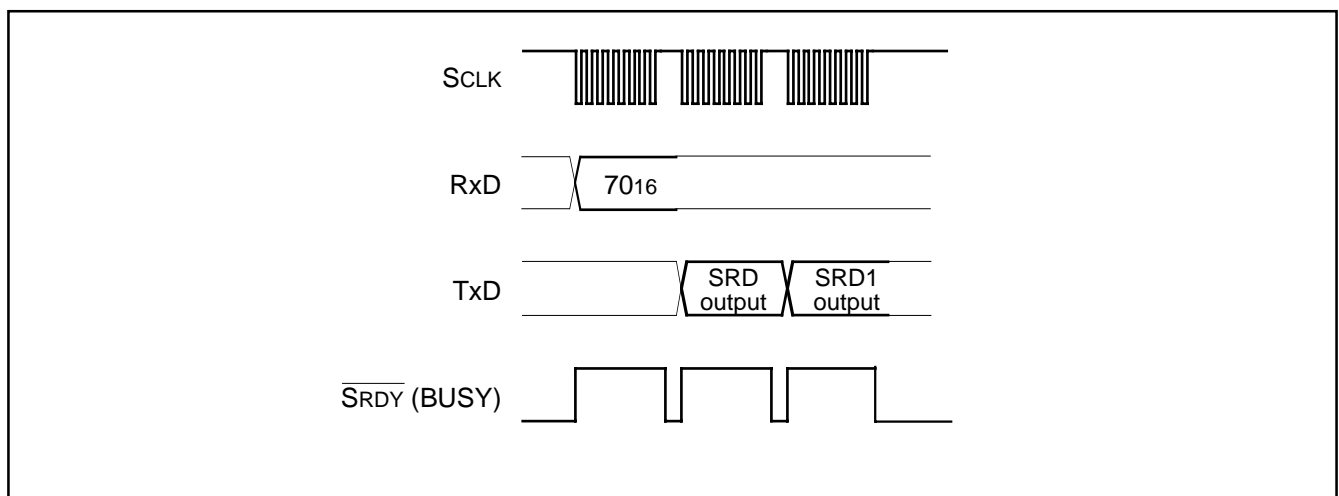 SCLK
RxD
7016
TxD
SRD
output
SRD1
output
SRDY (BUSY)